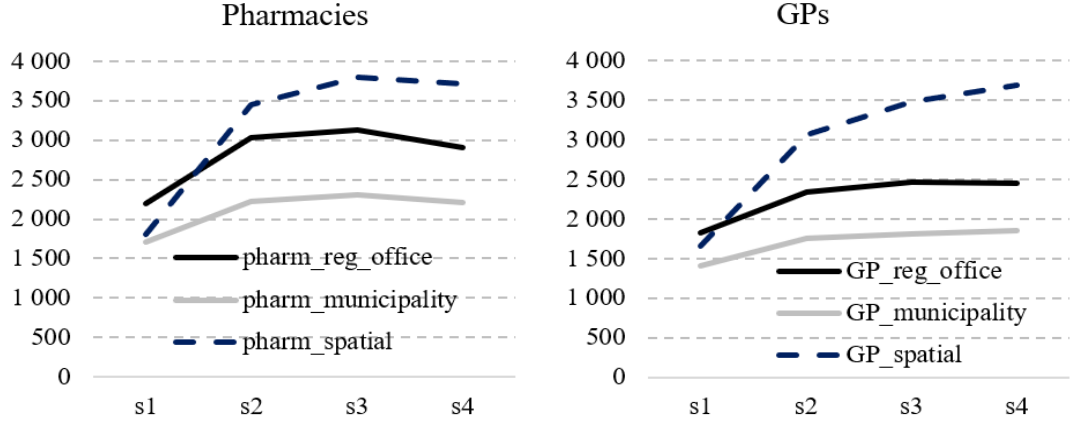 Pharmacies
4 000
3 500
3 000
2 500
2 000
1 500
1 000
500
0
pharm_reg_office
pharm_municipality
pharm_spatial
s1 s2 s3 s4
GPs
4 000
3 500
3 000
2 500
2 000
1 500
1 000
500
0
GP_reg_office
GP_municipality
GP_spatial
s1 s2 s3 s4